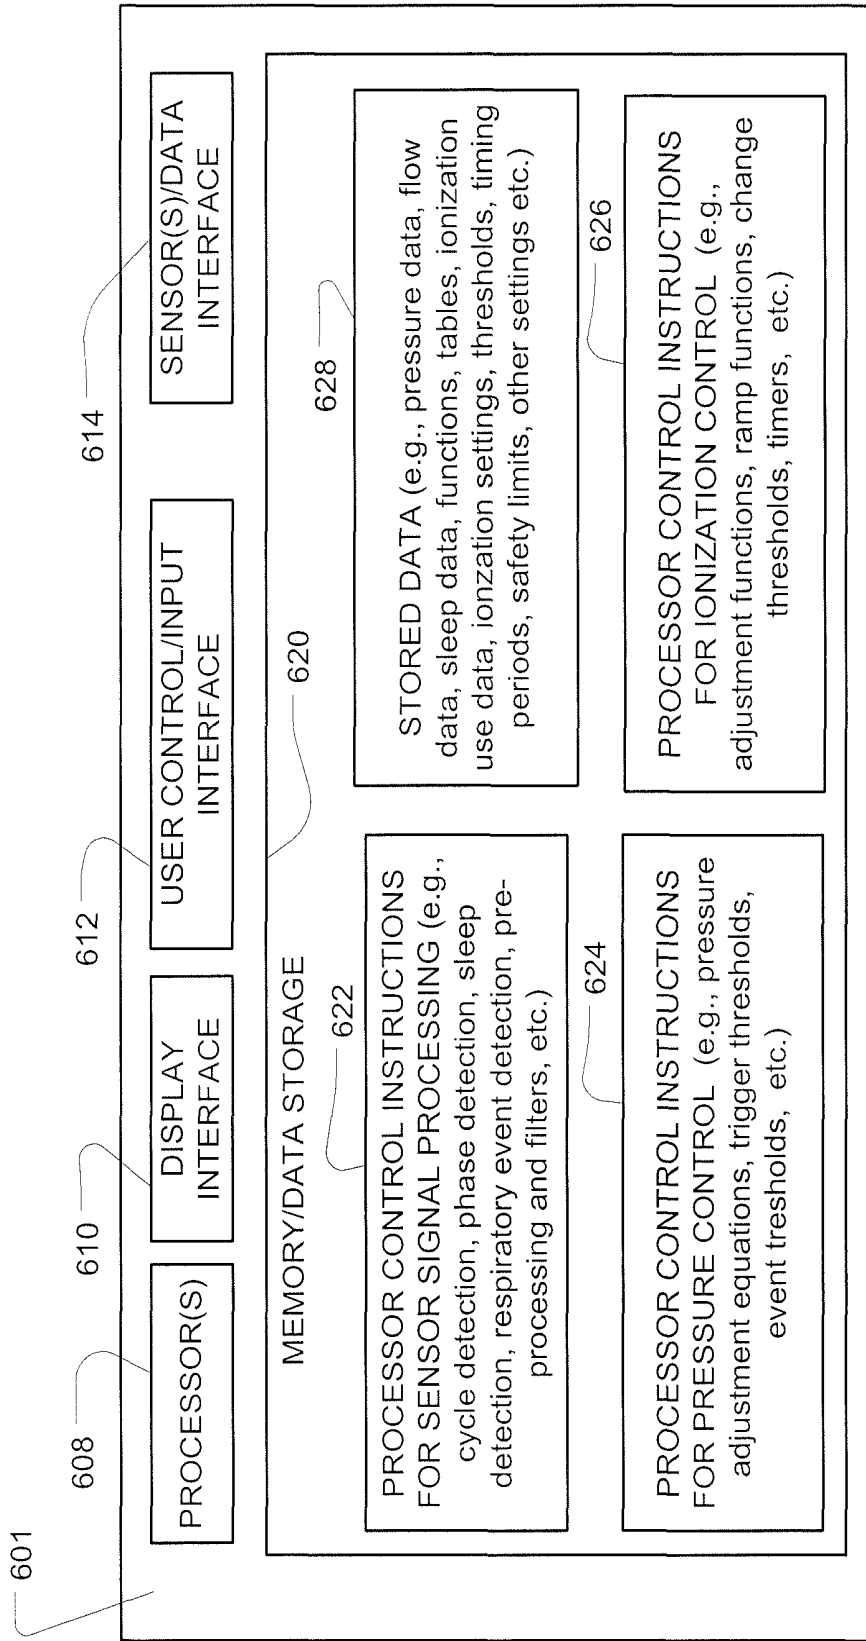 601
608
610
612
614
PROCESSOR(S)
DISPLAY
INTERFACE
USER CONTROL/INPUT
INTERFACE
SENSOR(S)/DATA
INTERFACE
620
MEMORY/DATA STORAGE
622
PROCESSOR CONTROL INSTRUCTIONS
FOR SENSOR SIGNAL PROCESSING (e.g.,
cycle detection, phase detection, sleep
detection, respiratory event detection, pre-
processing and filters, etc.)
628
STORED DATA (e.g., pressure data, flow
data, sleep data, functions, tables, ionization
use data, ionzation settings, thresholds, timing
periods, safety limits, other settings etc.)
624
PROCESSOR CONTROL INSTRUCTIONS
FOR PRESSURE CONTROL (e.g., pressure
adjustment equations, trigger thresholds,
event tresholds, etc.)
626
PROCESSOR CONTROL INSTRUCTIONS
FOR IONIZATION CONTROL (e.g.,
adjustment functions, ramp functions, change
thresholds, timers, etc.)